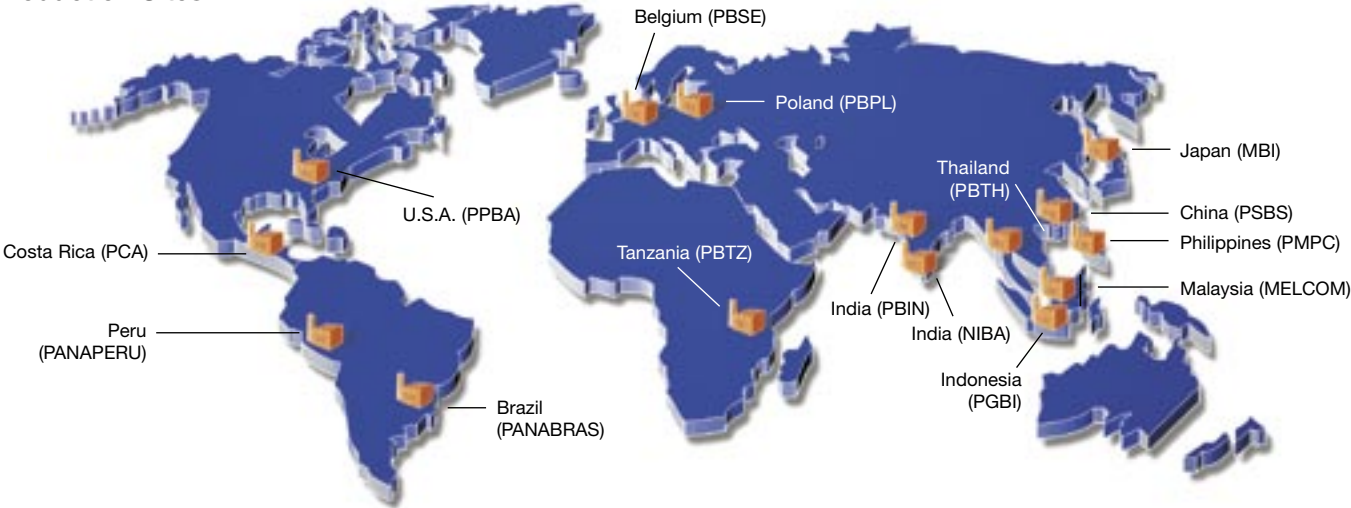 Belgium (PBSE)
Poland (PBPL)
Japan (MBI)
Thailand
(PBTH)
U.S.A. (PPBA)
China (PSBS)
Philippines (PMPC)
Costa Rica (PCA)
Tanzania (PBTZ)
Malaysia (MELCOM)
India (PBIN)
India (NIBA)
Peru
(PANAPERU)
Indonesia
(PGBI)
Brazil
(PANABRAS)